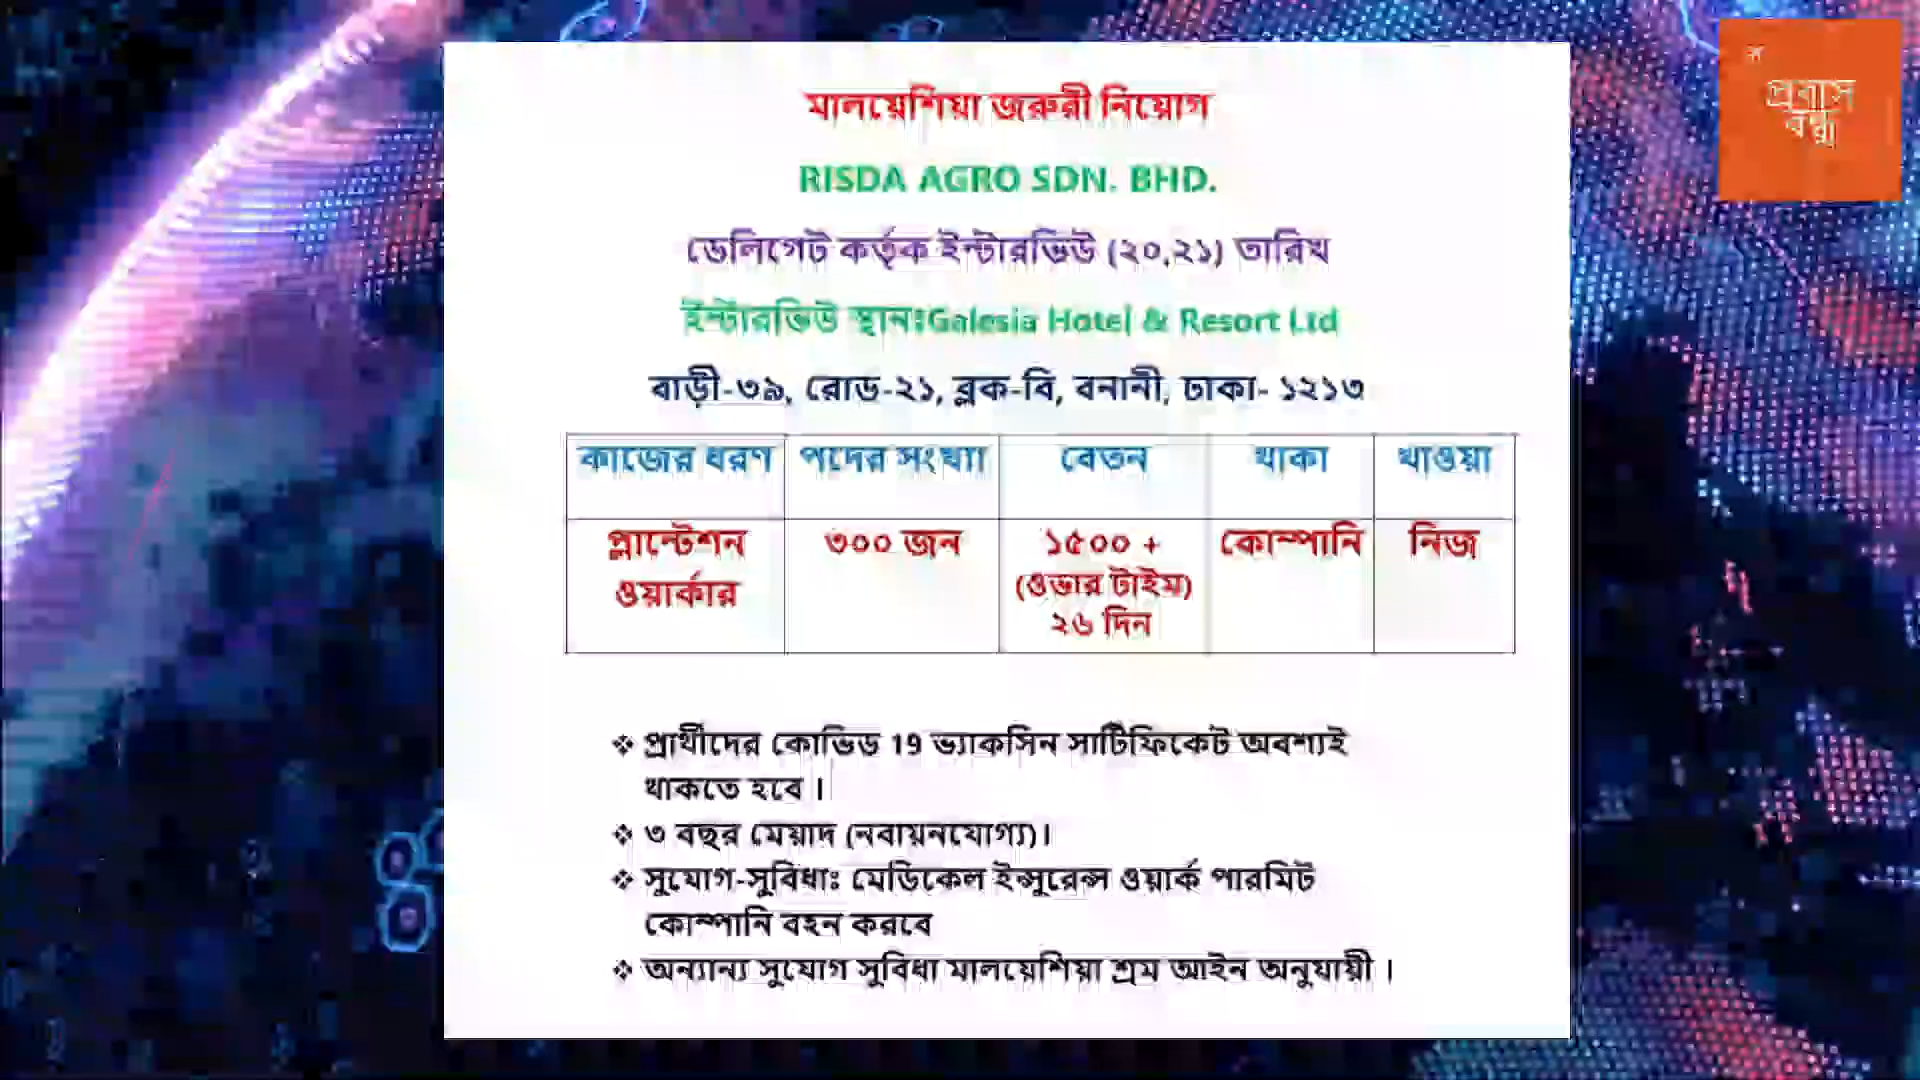 প্রবাস
বন্ধু
মালয়েশিয়া জরুরী নিয়োগ
RISDA AGRO SDN. BHD.
ডেলিগেট কর্তৃক ইন্টারভিউ (২০,২১) তারিখ
ইন্টারভিউ স্থানঃGalesia Hotel & Resort Ltd
বাড়ী-৩৯, রোড-২১, ব্লক-বি, বনানী, ঢাকা- ১২১৩
কাজের ধরণ পদের সংখ্যা বেতন থাকা খাওয়া
প্লান্টেশন ৩০০ জন ১৫০০ + কোম্পানি নিজ
ওয়ার্কার (ওভার টাইম)
২৬ দিন
❖ প্রার্থীদের কোভিড 19 ভ্যাকসিন সার্টিফিকেট অবশ্যই
থাকতে হবে ।
❖ ৩ বছর মেয়াদ (নবায়নযোগ্য)।
❖ সুযোগ-সুবিধাঃ মেডিকেল ইন্সুরেন্স ওয়ার্ক পারমিট
কোম্পানি বহন করবে
❖ অন্যান্য সুযোগ সুবিধা মালয়েশিয়া শ্রম আইন অনুযায়ী ।